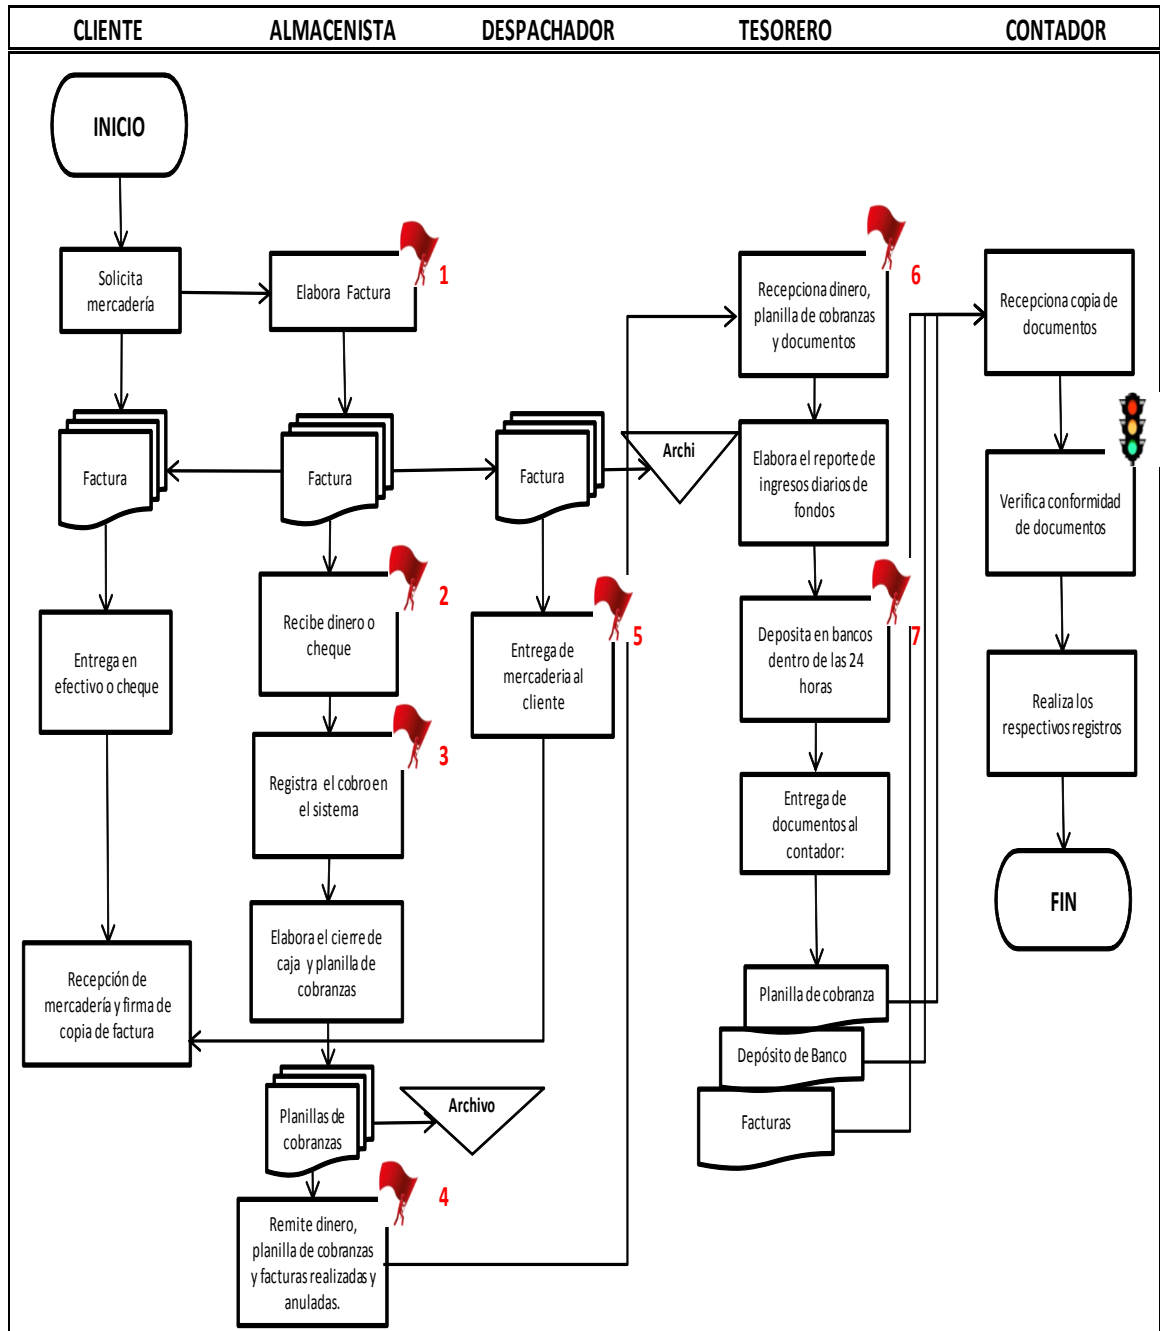 CLIENTE
ALMACENISTA
DESPACHADOR
TESORERO
CONTADOR
INICIO
Solicita
mercadería
Elabora Factura
1
Recepciona dinero,
planilla de cobranzas
y documentos
6
Recepciona copia de
documentos
Factura
Factura
Factura
Archi
Elabora el reporte de
ingresos diarios de
fondos
Verifica conformidad
de documentos
Entrega en
efectivo o cheque
Recibe dinero o
cheque
2
Entrega de
mercaderia al
cliente
5
Deposita en bancos
dentro de las 24
horas
7
Realiza los
respectivos registros
Registra el cobro en
el sistema
3
Entrega de
documentos al
contador:
FIN
Elabora el cierre de
caja y planilla de
cobranzas
Recepción de
mercadería y firma de
copia de factura
Planilla de cobranza
Depósito de Banco
Facturas
Planillas de
cobranzas
Archivo
Remite dinero,
planilla de cobranzas
y facturas realizadas y
anuladas.
4